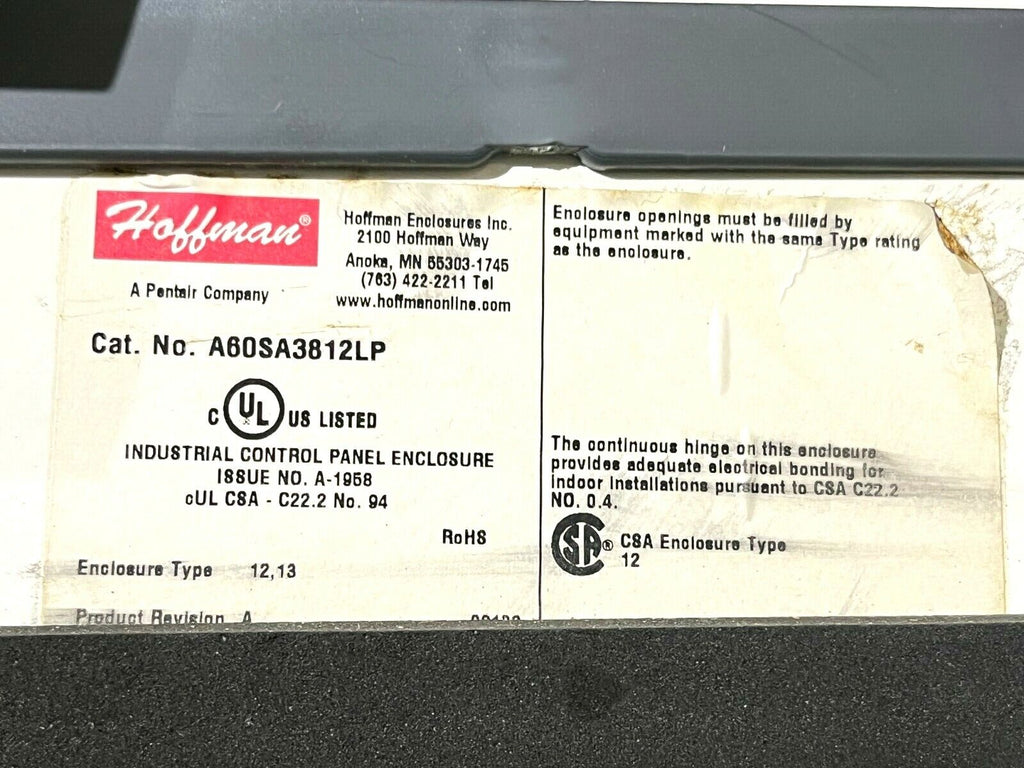 Hoffman®
A Pentair Company
Hoffman Enclosures Inc.
2100 Hoffman Way
Anoka, MN 55303-1745
(763) 422-2211 Tel
www.hoffmanonline.com
Cat. No. A60SA3812LP
C UL US LISTED
INDUSTRIAL CONTROL PANEL ENCLOSURE
ISSUE NO. A-1958
cUL CSA - C22.2 No. 94
RoHS
Enclosure Type 12,13
Product Revision A
Enclosure openings must be filled by
equipment marked with the same Type rating
as the enclosure.
The continuous hinge on this enclosure
provides adequate electrical bonding for
indoor installations pursuant to CSA C22.2
NO. 0.4.
SA® CSA Enclosure Type
12